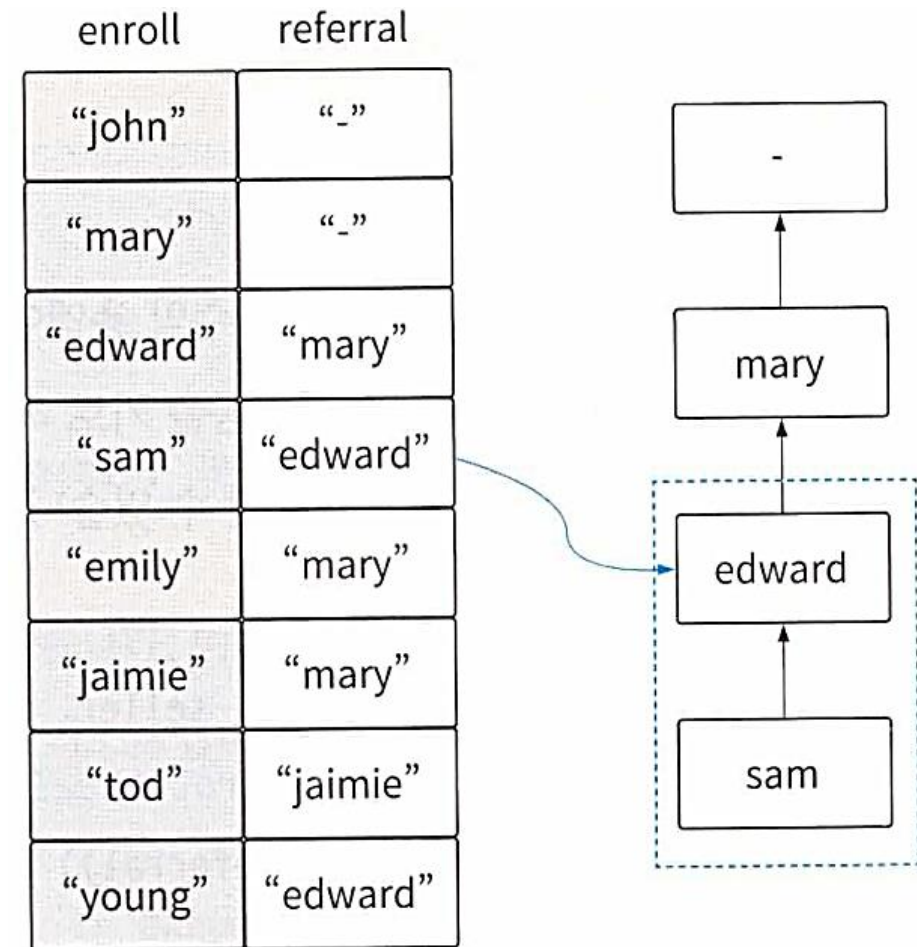 enroll referral
“john” “-”
“mary” “-”
“edward” “mary”
“sam” “edward”
“emily” “mary”
“jaimie” “mary”
“tod” “jaimie”
“young” “edward”
-
mary
edward
sam